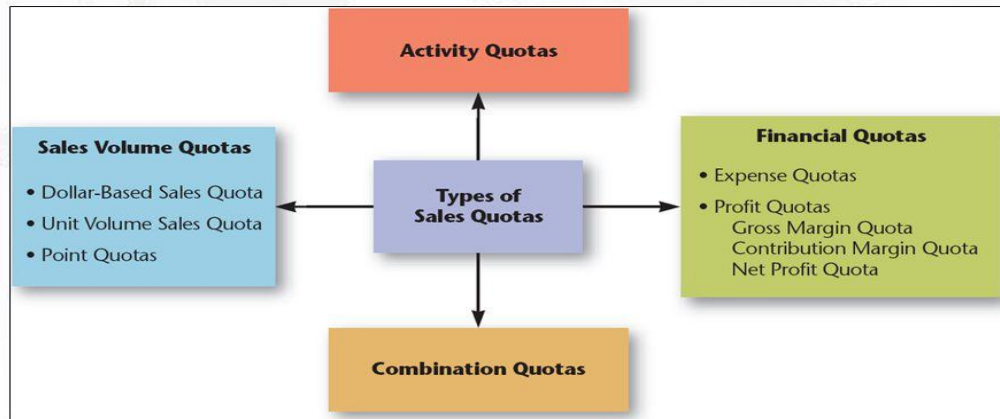 Activity Quotas
Sales Volume Quotas
• Dollar-Based Sales Quota
• Unit Volume Sales Quota
• Point Quotas
Types of
Sales Quotas
Financial Quotas
• Expense Quotas
• Profit Quotas
Gross Margin Quota
Contribution Margin Quota
Net Profit Quota
Combination Quotas